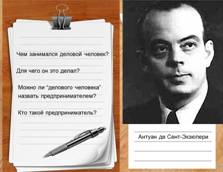 Чем занимался деловой человек?
Для чего он это делал?
Можно ли "делового человека"
назвать предпринимателем?
Кто такой предприниматель?
Антуан де Сент-Экзюпери